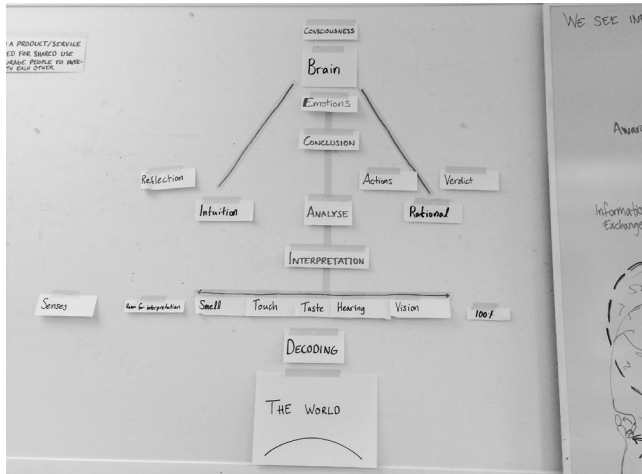 CONSCIOUSNESS
A PRODUCT/SERVICE
ED FOR SHARED USE
URAGE PEOPLE TO INTE-
TH EACH OTHER
WE SEE IN
Brain
Emotions
CONCLUSION
Awar
Reflection
Actions
Verdict
Intuition
ANALYSE
Rational
Informatio
Exchange
INTERPRETATION
Senses
Room for interpretation
Smell
Touch
Taste
Hearing
Vision
100%
DECODING
THE WORLD